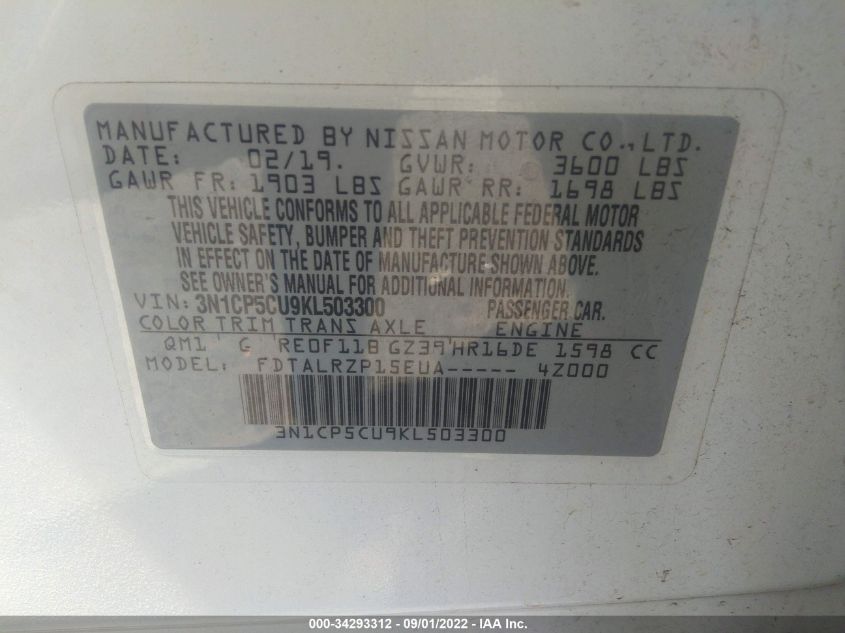 MANUFACTURED BY NISSAN MOTOR CO., LTD.
DATE: 02/19. GVWR: 3600 LBS
GAWR FR: 1903 LBS GAWR RR: 1698 LBS
THIS VEHICLE CONFORMS TO ALL APPLICABLE FEDERAL MOTOR
VEHICLE SAFETY, BUMPER AND THEFT PREVENTION STANDARDS
IN EFFECT ON THE DATE OF MANUFACTURE SHOWN ABOVE.
SEE OWNER'S MANUAL FOR ADDITIONAL INFORMATION.
VIN: 3N1CP5CU9KL503300 PASSENGER CAR.
COLOR TRIM TRANS AXLE ENGINE
QM1 G RE0F11B GZ39 HR16DE 1598 CC
MODEL: FDTALRZP15EUA----- 4Z000
3N1CP5CU9KL503300
000-34293312 - 09/01/2022 - IAA Inc.